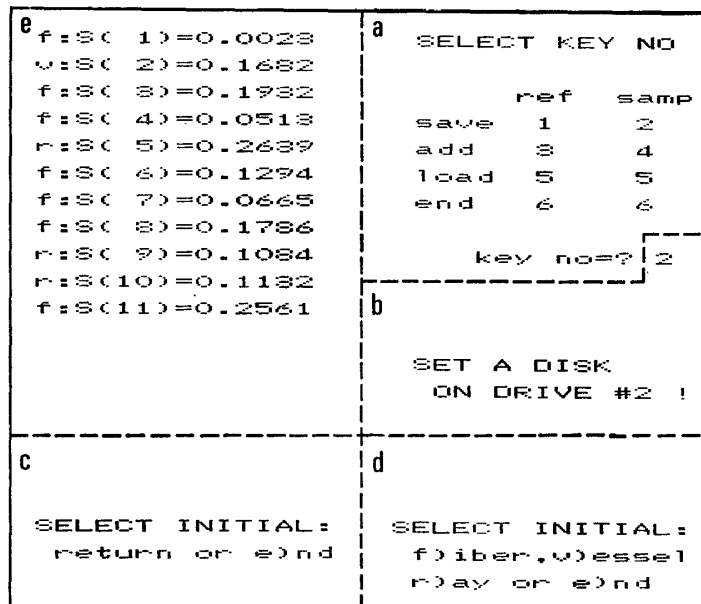 e
f:S( 1)=0.0023
v:S( 2)=0.1682
f:S( 3)=0.1932
f:S( 4)=0.0513
r:S( 5)=0.2639
f:S( 6)=0.1294
f:S( 7)=0.0665
f:S( 8)=0.1786
r:S( 9)=0.1084
r:S(10)=0.1132
f:S(11)=0.2561
a
SELECT KEY NO
ref samp
save 1 2
add 3 4
load 5 5
end 6 6
key no=? 2
b
SET A DISK
ON DRIVE #2 !
c
SELECT INITIAL:
return or e)nd
d
SELECT INITIAL:
f)iber,v)essel
r)ay or e)nd